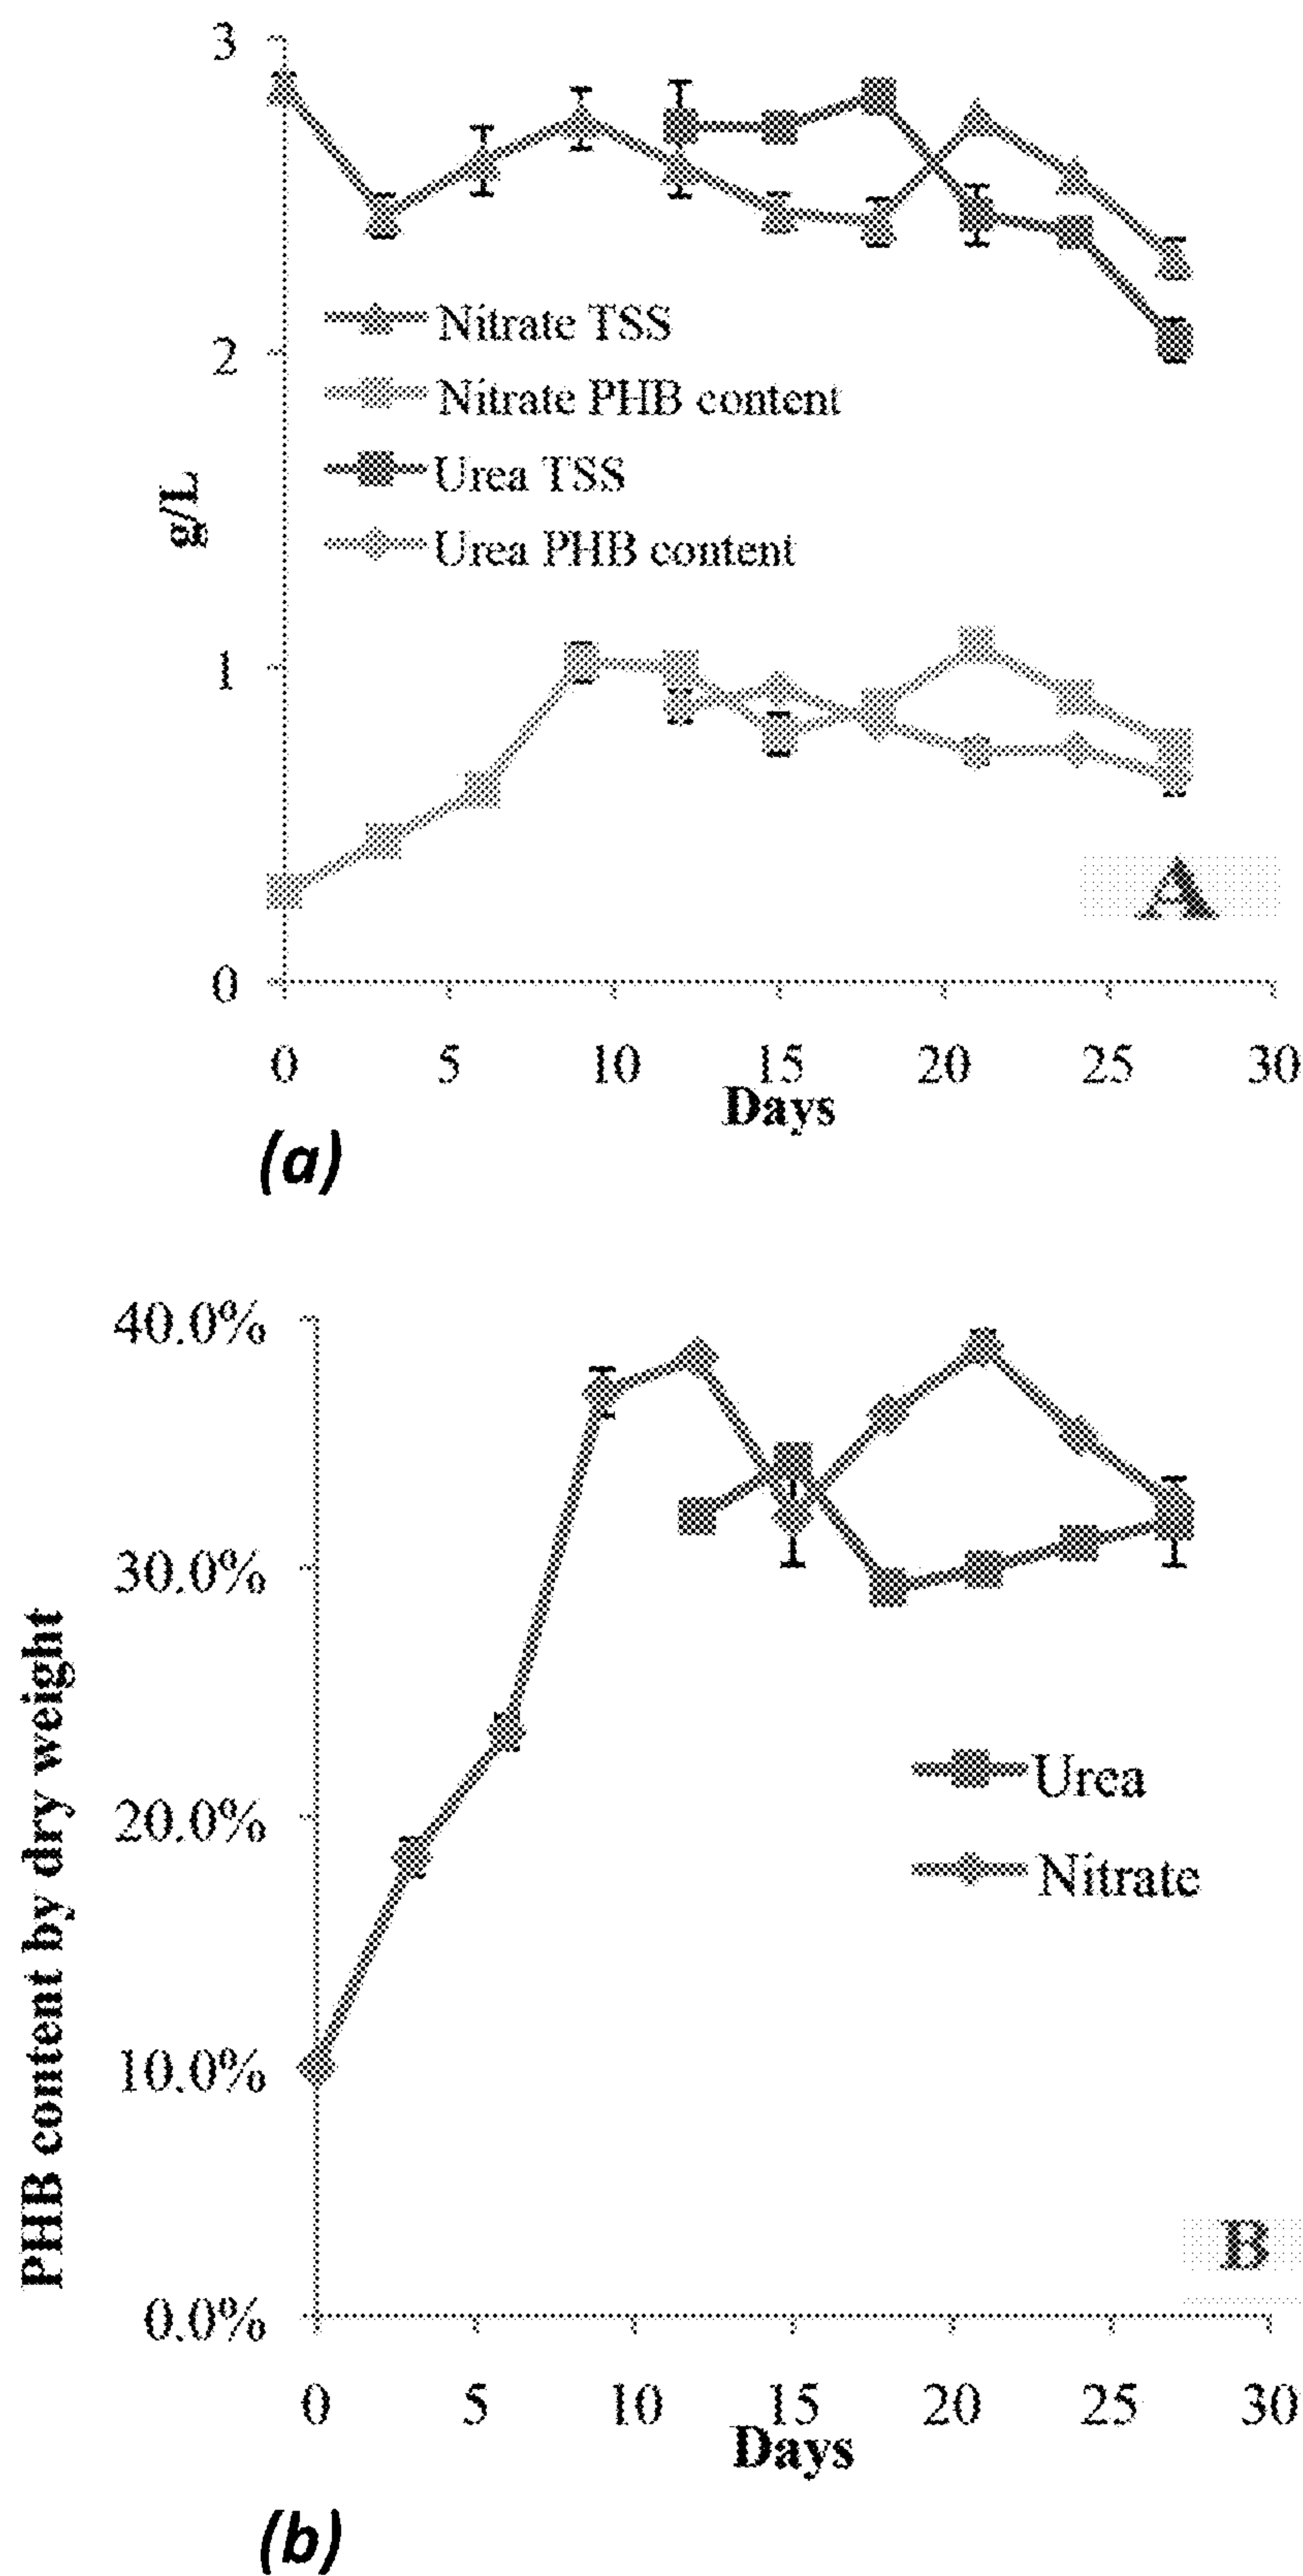 3
Nitrate TSS
2
Nitrate PHB content
Urea TSS
g/L
Urea PHB content
1
A
0
0 5 10 15 20 25 30
Days
(a)
40.0%
30.0%
PHB content by dry weight
Urea
20.0%
Nitrate
10.0%
B
0.0%
0 5 10 15 20 25 30
Days
(b)